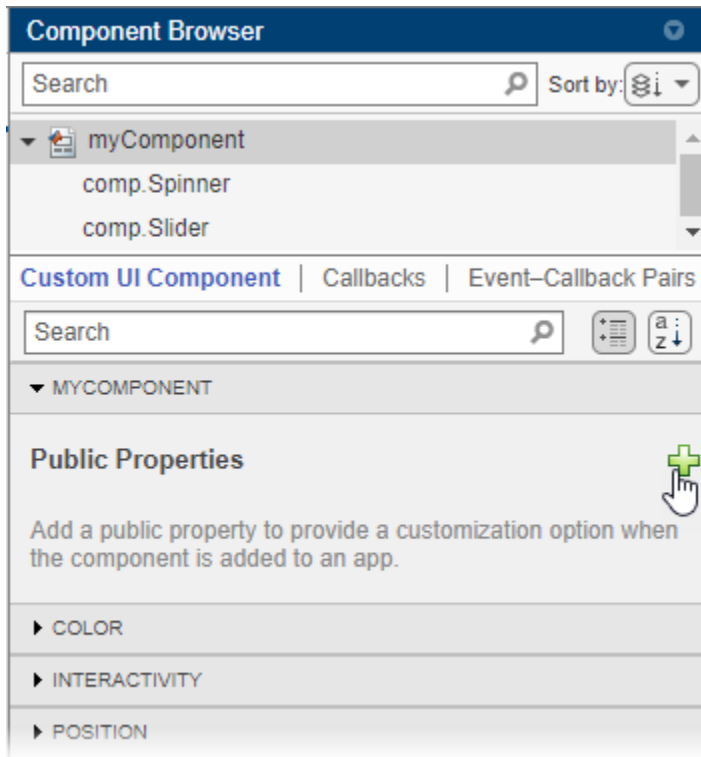 Component Browser
Search Sort by:
myComponent
comp.Spinner
comp.Slider
Custom UI Component | Callbacks | Event–Callback Pairs
Search a z
MYCOMPONENT
Public Properties
Add a public property to provide a customization option when
the component is added to an app.
COLOR
INTERACTIVITY
POSITION